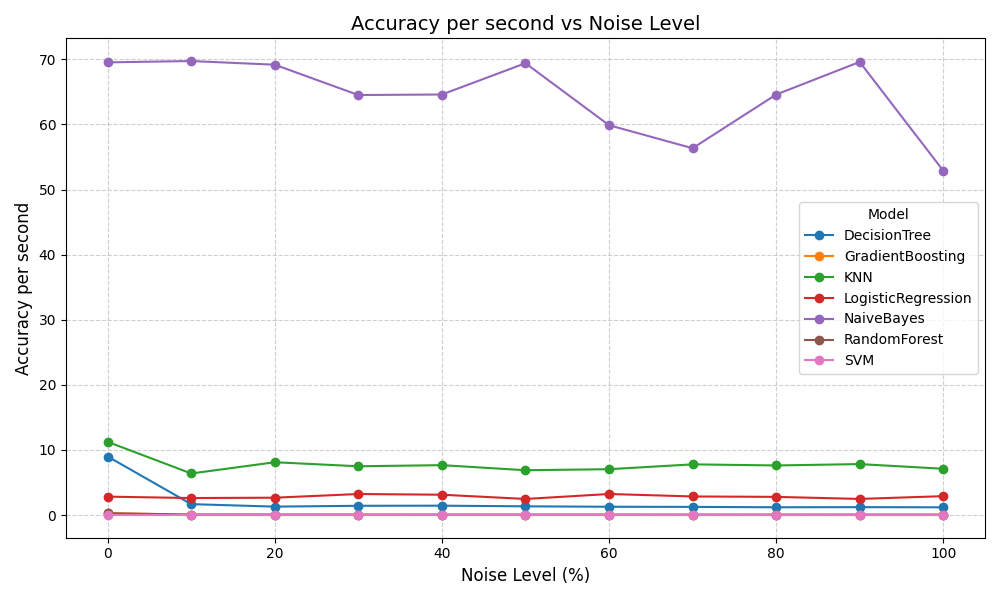 Accuracy per second vs Noise Level
Accuracy per second
70
60
50
40
30
20
10
0
0 20 40 60 80 100
Noise Level (%)
Model
DecisionTree
GradientBoosting
KNN
LogisticRegression
NaiveBayes
RandomForest
SVM